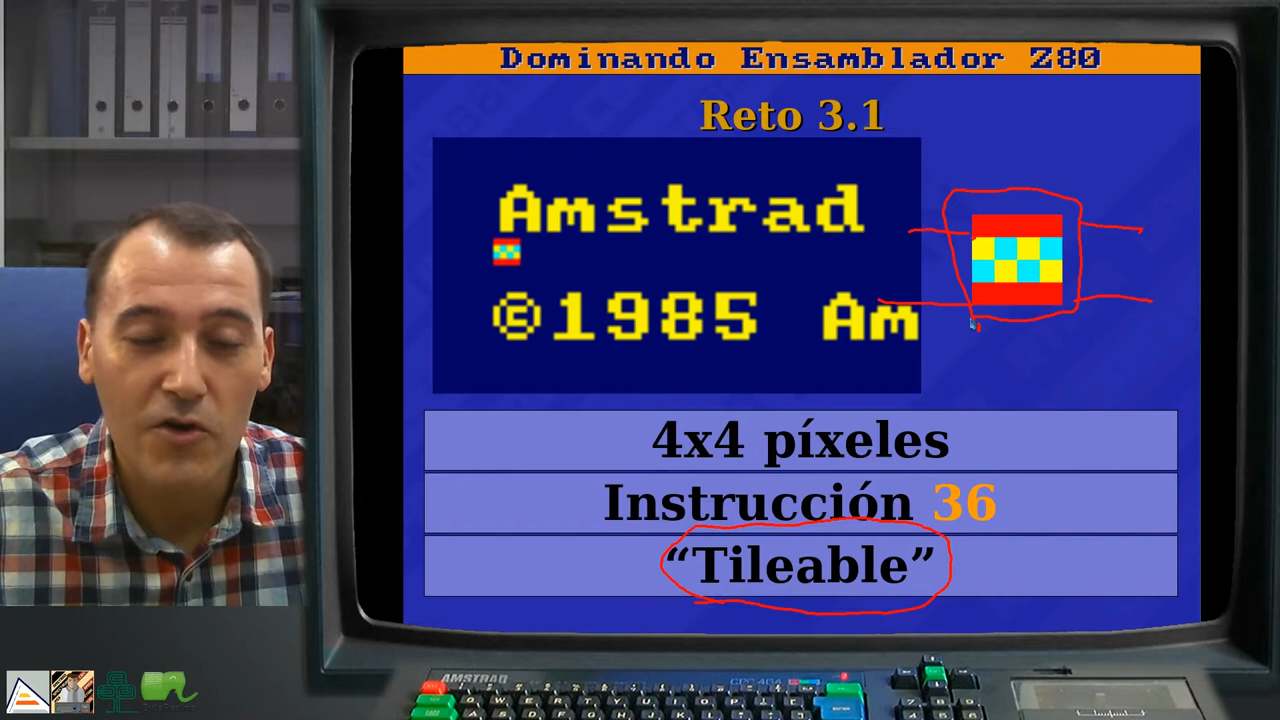 Dominando Ensamblador Z80
Reto 3.1
Amstrad
©1985 Am
4x4 píxeles
Instrucción 36
“Tileable”
AMSTRAD